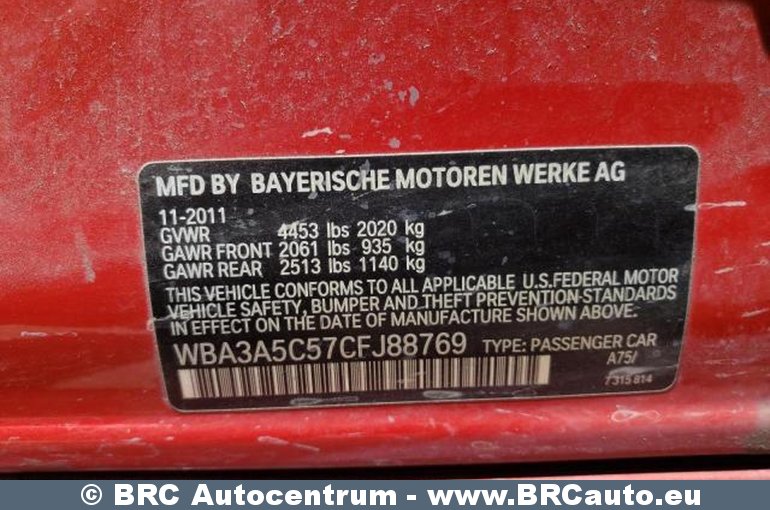 MFD BY BAYERISCHE MOTOREN WERKE AG
11-2011
GVWR 4453 lbs 2020 kg
GAWR FRONT 2061 lbs 935 kg
GAWR REAR 2513 lbs 1140 kg
THIS VEHICLE CONFORMS TO ALL APPLICABLE U.S.FEDERAL MOTOR
VEHICLE SAFETY, BUMPER AND THEFT PREVENTION-STANDARDS
IN EFFECT ON THE DATE OF MANUFACTURE SHOWN ABOVE.
WBA3A5C57CFJ88769 TYPE: PASSENGER CAR
A75/
7 315 814
© BRC Autocentrum - www.BRCauto.eu